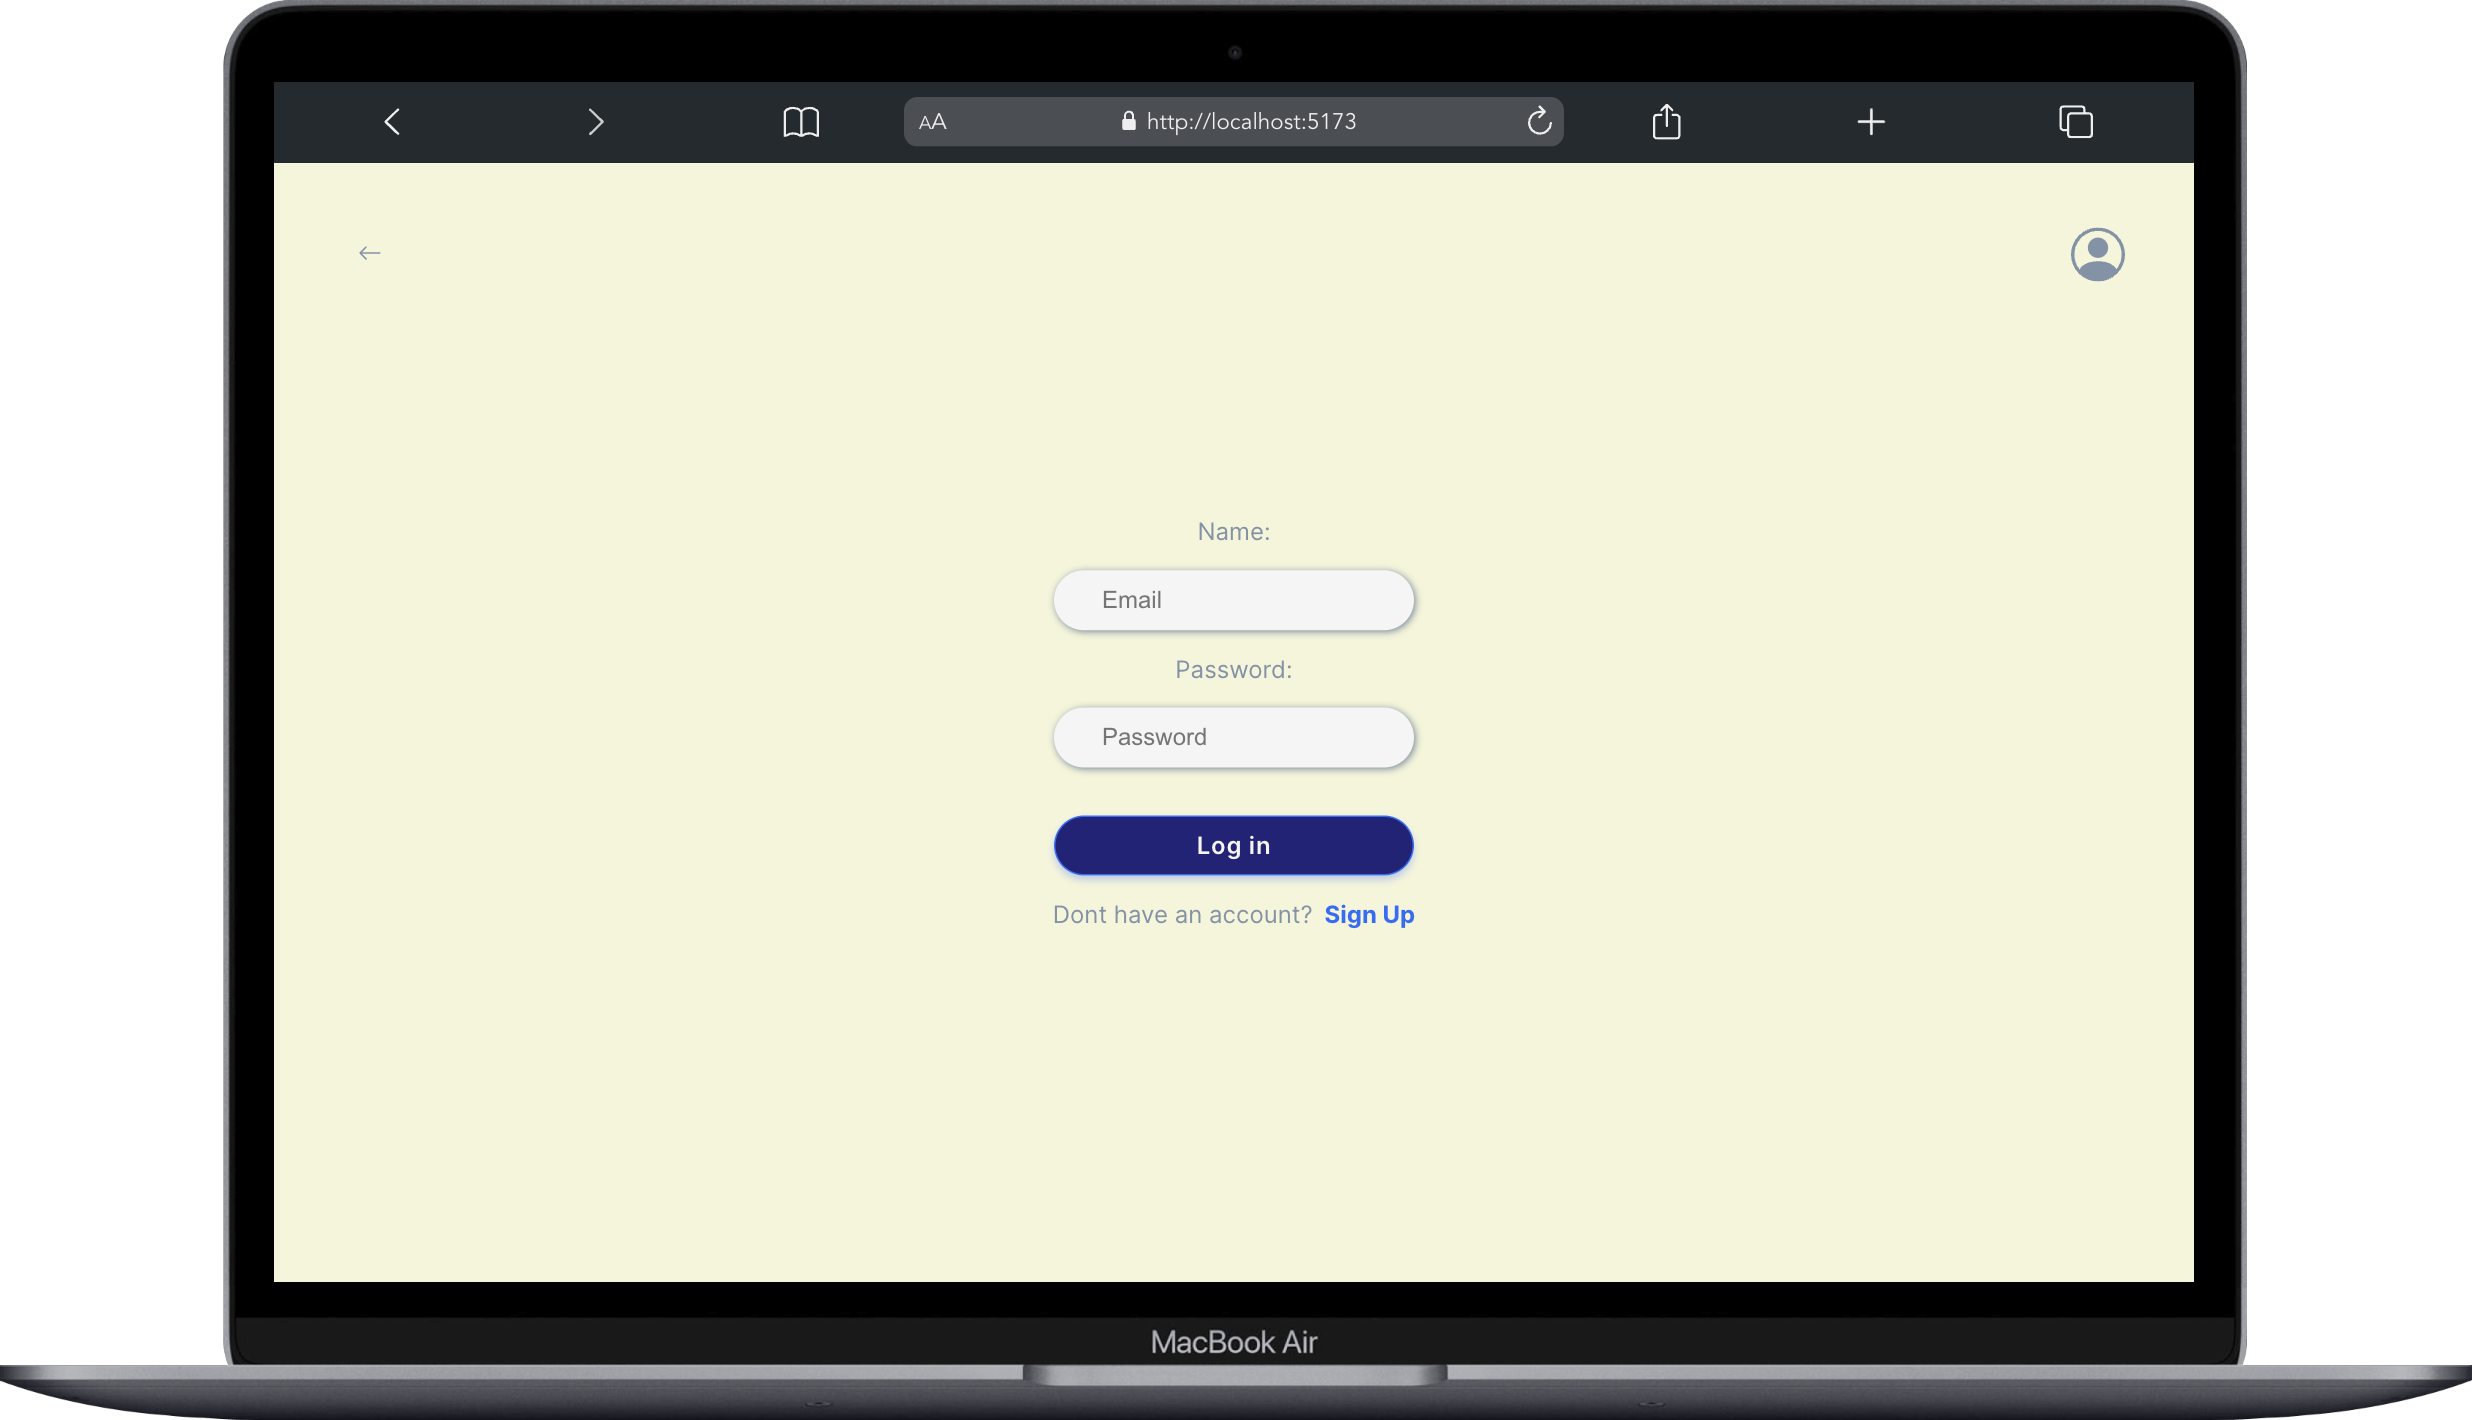 AA http://localhost:5173
Name:
Email
Password:
Password
Log in
Dont have an account? Sign Up
MacBook Air